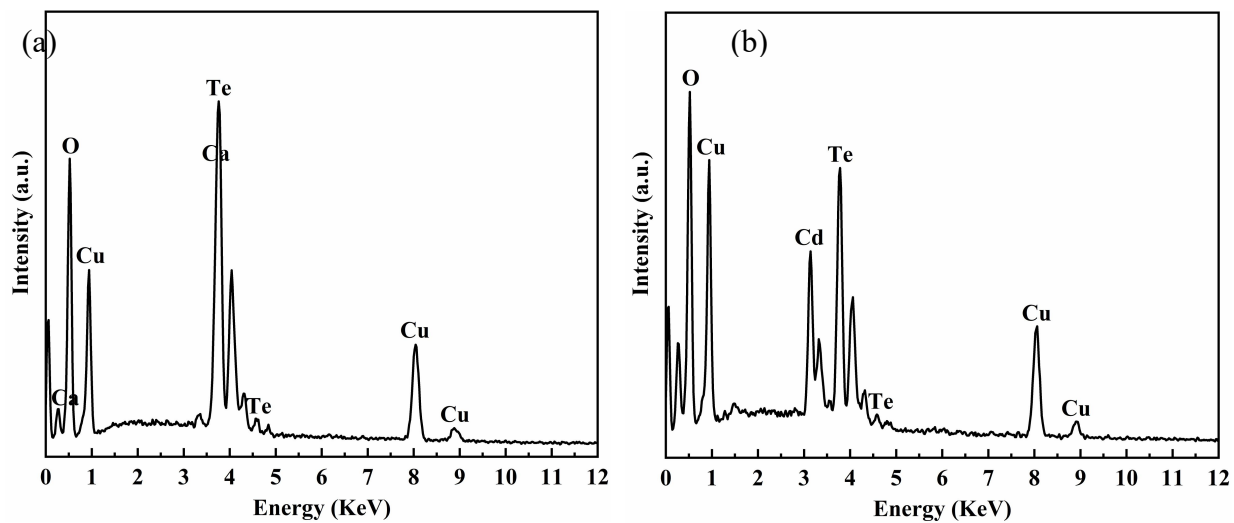 (a)
Te
Ca
O
Cu
Ca
Te
Cu
Cu
Intensity (a.u.)
0 1 2 3 4 5 6 7 8 9 10 11 12
Energy (KeV)
(b)
O
Cu
Te
Cd
Te
Cu
Cu
Intensity (a.u.)
0 1 2 3 4 5 6 7 8 9 10 11 12
Energy (KeV)